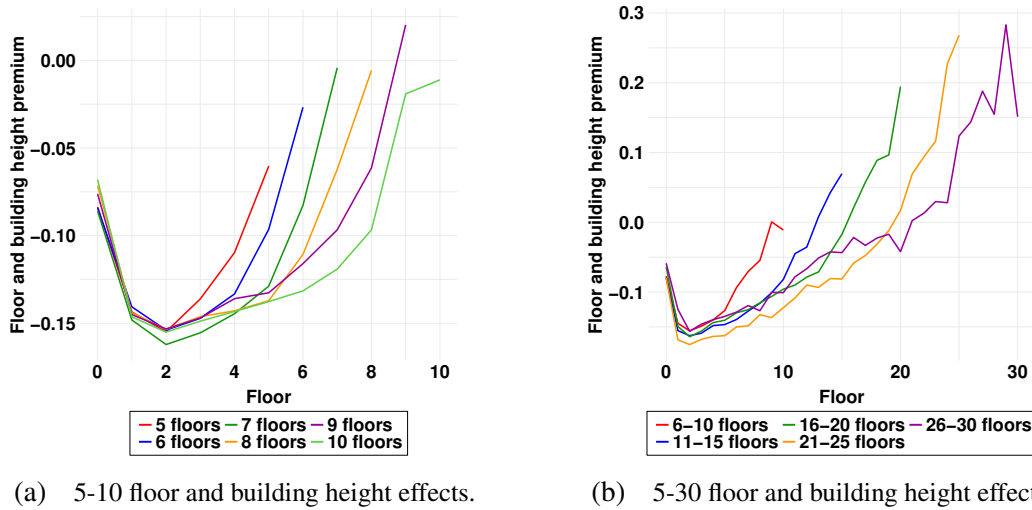 Floor and building height premium
0.00
−0.05
−0.10
−0.15
0 2 4 6 8 10
Floor
5 floors 7 floors 9 floors
6 floors 8 floors 10 floors
(a) 5-10 floor and building height effects.
Floor and building height premium
0.3
0.2
0.1
0.0
−0.1
0 10 20 30
Floor
6−10 floors 16−20 floors 26−30 floors
11−15 floors 21−25 floors
(b) 5-30 floor and building height effec